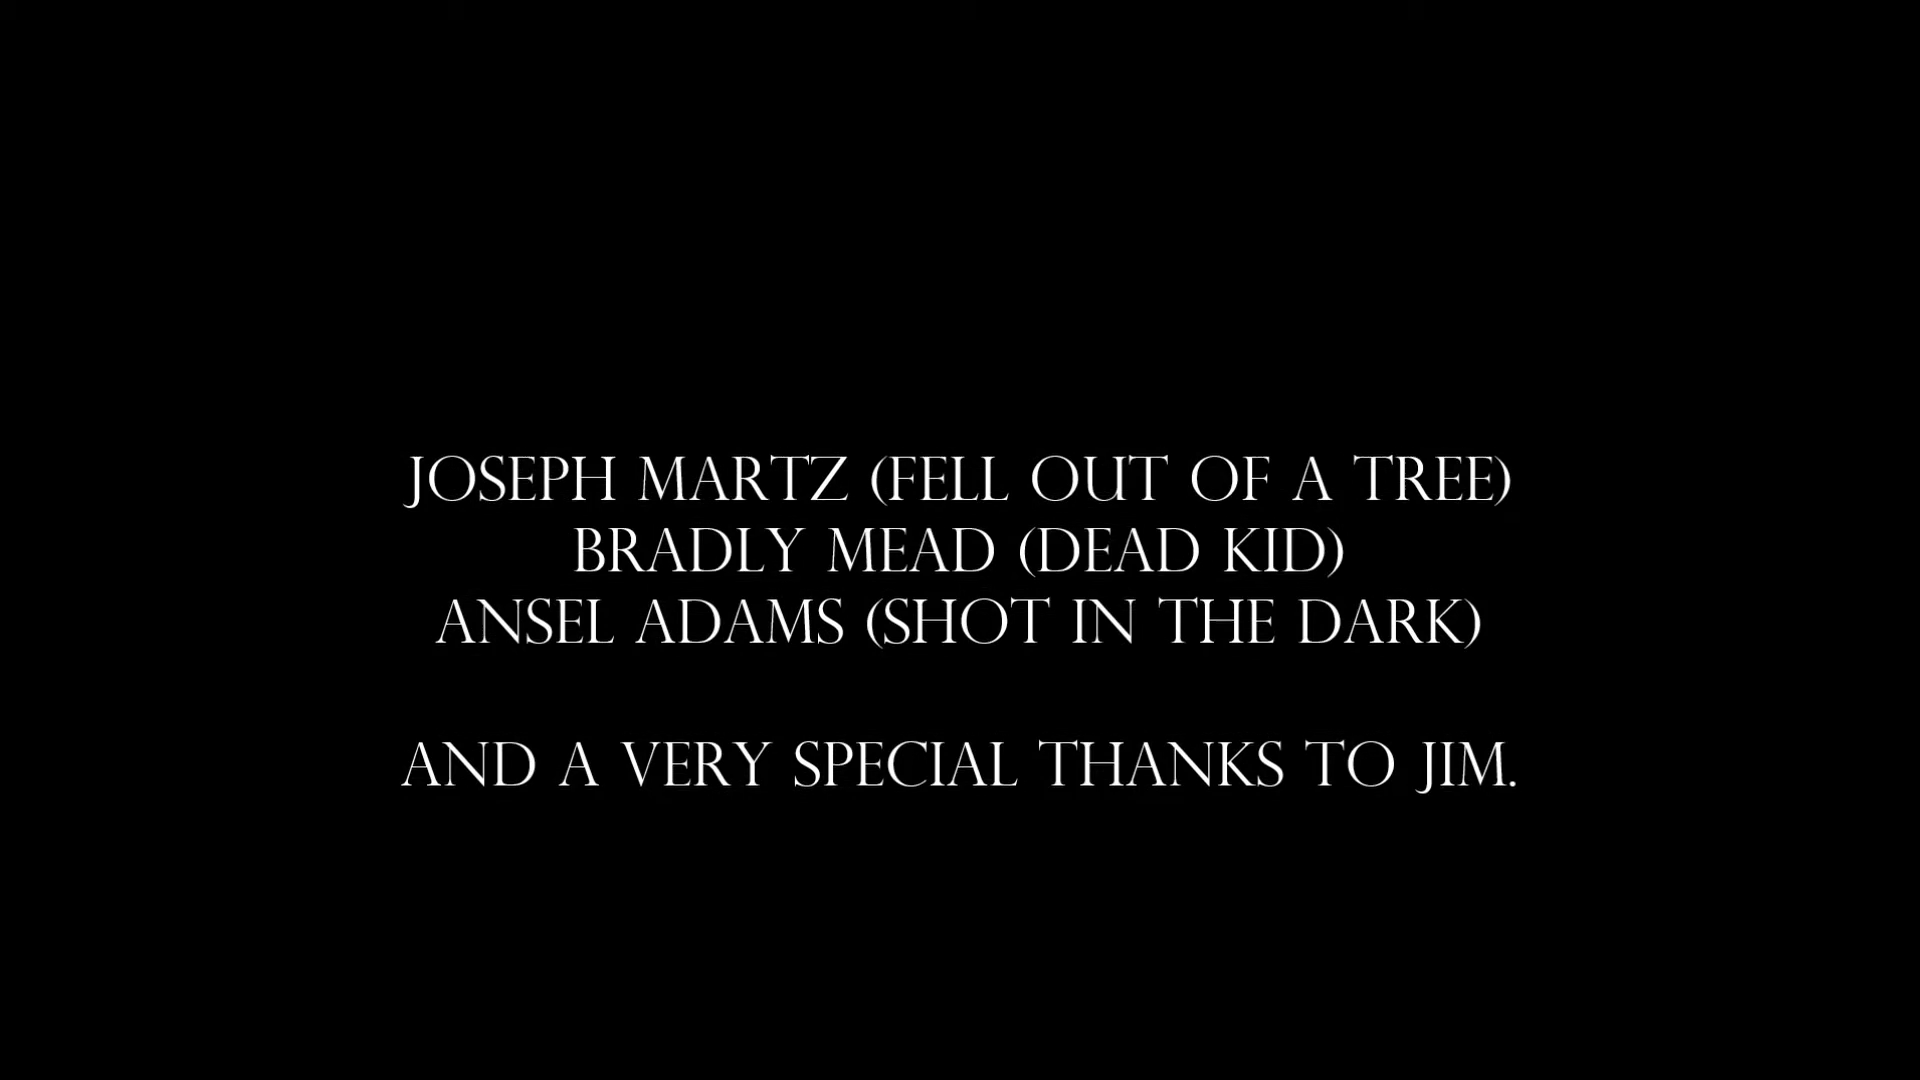 JOSEPH MARTZ (FELL OUT OF A TREE)
BRADLY MEAD (DEAD KID)
ANSEL ADAMS (SHOT IN THE DARK)
AND A VERY SPECIAL THANKS TO JIM.